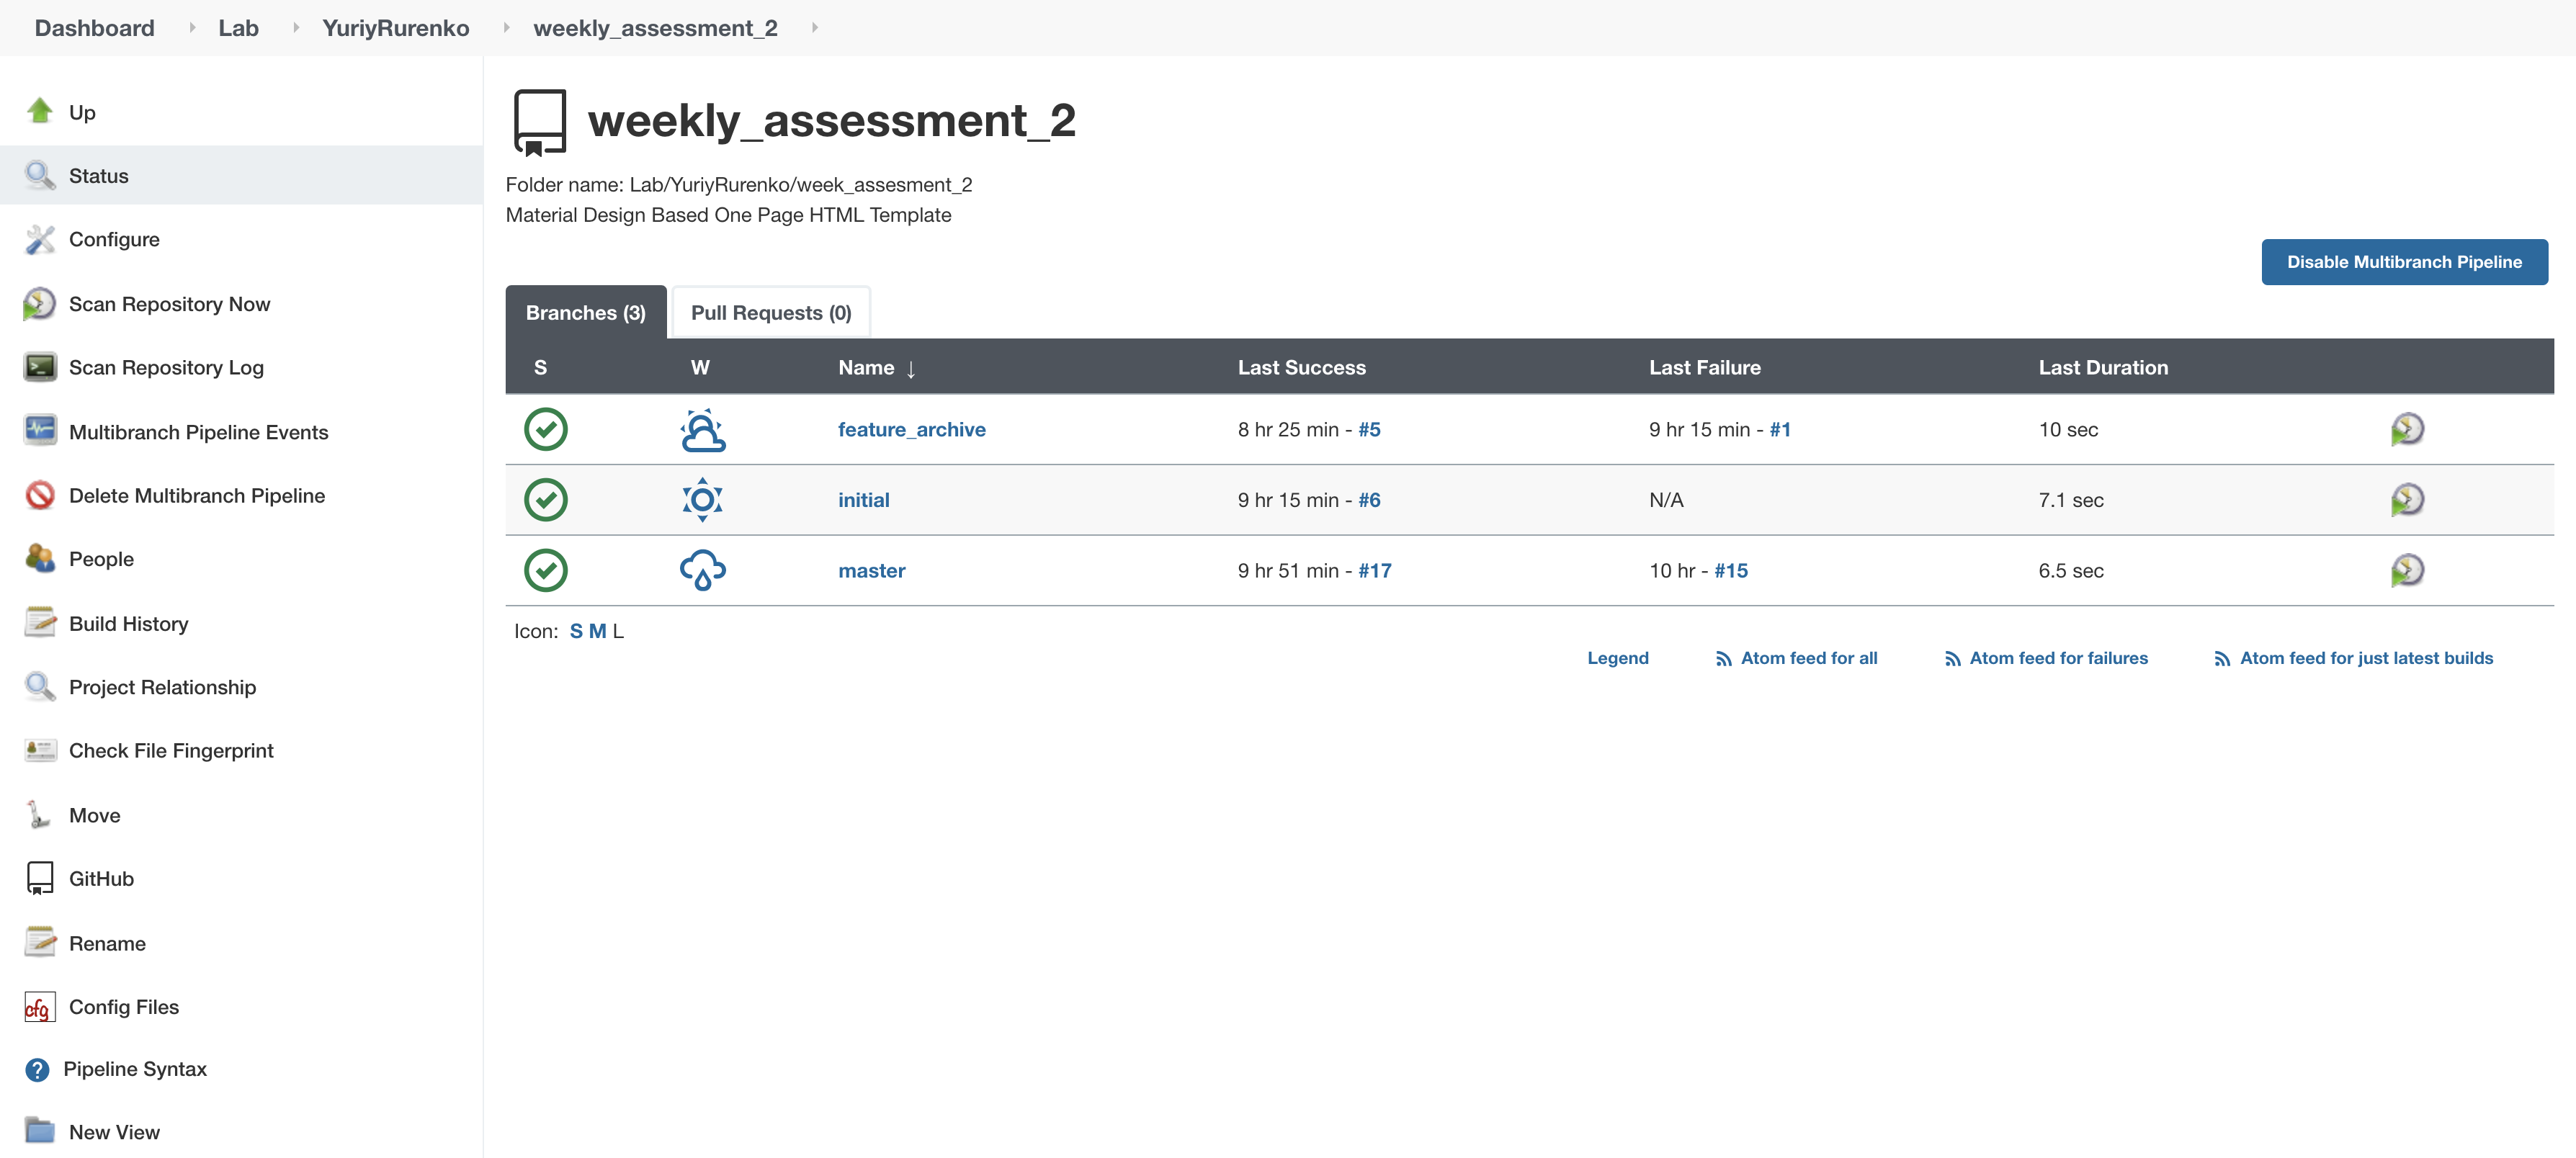 Dashboard Lab YuriyRurenko weekly_assessment_2
Up
Status
Configure
Scan Repository Now
Scan Repository Log
Multibranch Pipeline Events
Delete Multibranch Pipeline
People
Build History
Project Relationship
Check File Fingerprint
Move
GitHub
Rename
cfg Config Files
? Pipeline Syntax
New View
weekly_assessment_2
Folder name: Lab/YuriyRurenko/week_assesment_2
Material Design Based One Page HTML Template
Disable Multibranch Pipeline
Branches (3) Pull Requests (0)
S W Name ↓ Last Success Last Failure Last Duration
feature_archive 8 hr 25 min - #5 9 hr 15 min - #1 10 sec
initial 9 hr 15 min - #6 N/A 7.1 sec
master 9 hr 51 min - #17 10 hr - #15 6.5 sec
Icon: S M L
Legend Atom feed for all Atom feed for failures Atom feed for just latest builds